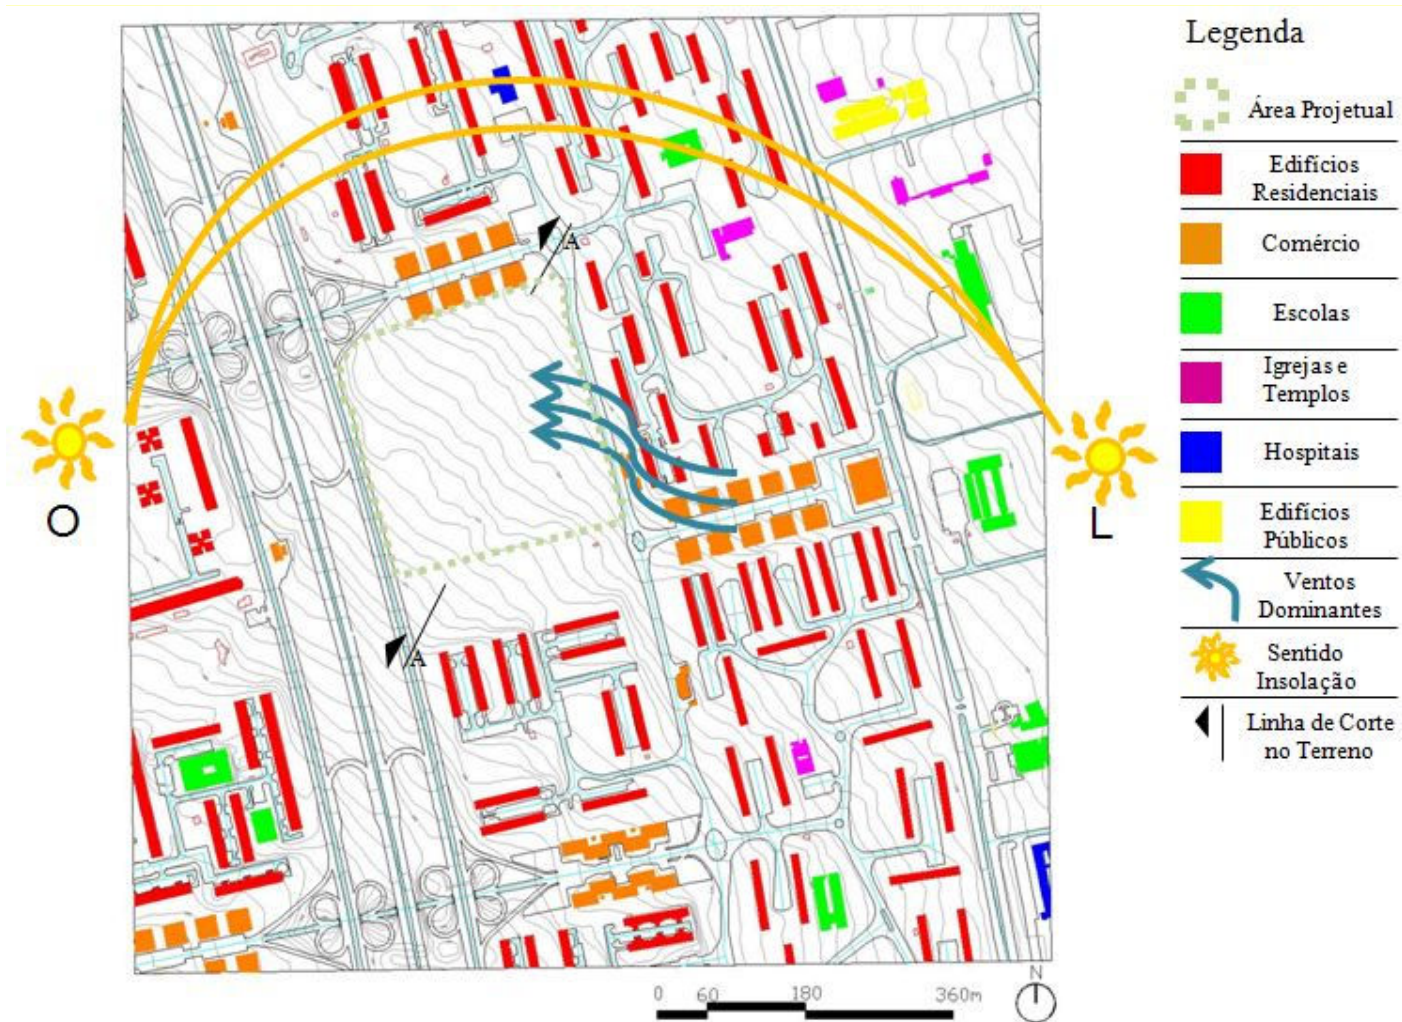 Legenda
Área Projetual
Edifícios
Residenciais
Comércio
Escolas
Igrejas e
Templos
Hospitais
Edifícios
Públicos
Ventos
Dominantes
Sentido
Insolação
Linha de Corte
no Terreno
A
O
L
A
N
0 60 180 360m